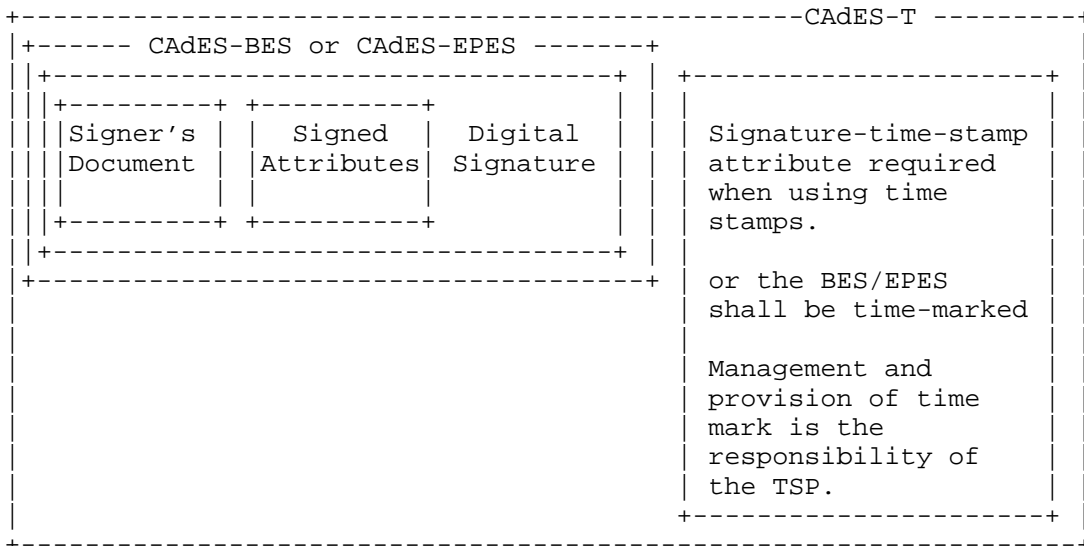 CAdES-T
CAdES-BES or CAdES-EPES
Signer's
Document
Signed
Attributes
Digital
Signature
Signature-time-stamp
attribute required
when using time
stamps.
or the BES/EPES
shall be time-marked
Management and
provision of time
mark is the
responsibility of
the TSP.